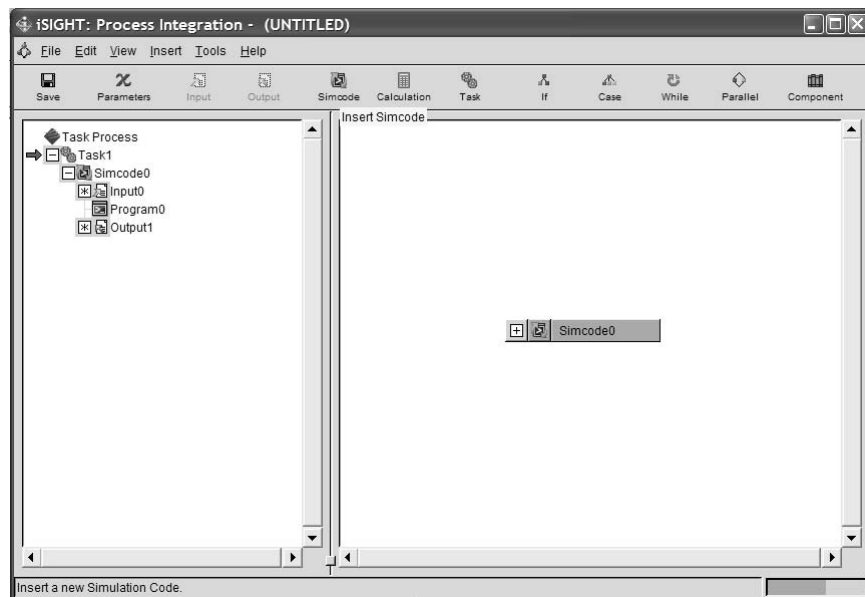 iSIGHT: Process Integration - (UNTITLED)
File Edit View Insert Tools Help
Save Parameters Input Output Simcode Calculation Task If Case While Parallel Component
Insert Simcode
Task Process
Task1
Simcode0
Input0
Program0
Output1
Simcode0
Insert a new Simulation Code.